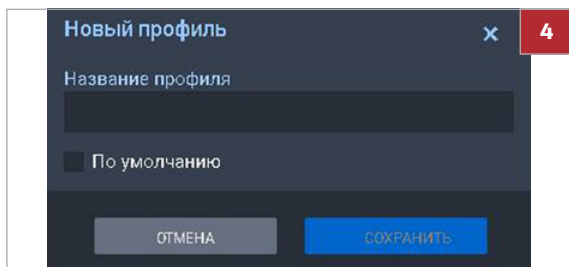 Новый профиль
×
4
Название профиля
По умолчанию
ОТМЕНА
СОХРАНИТЬ